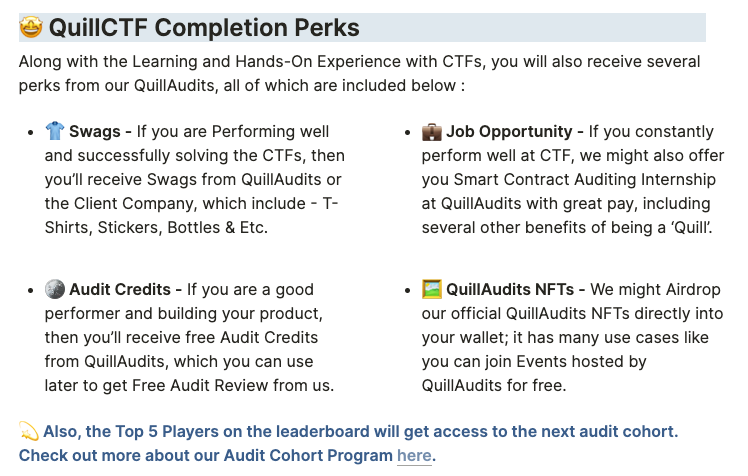 🤩 QuillCTF Completion Perks
Along with the Learning and Hands-On Experience with CTFs, you will also receive several
perks from our QuillAudits, all of which are included below :
• 👕 Swags - If you are Performing well
and successfully solving the CTFs, then
you’ll receive Swags from QuillAudits or
the Client Company, which include - T-
Shirts, Stickers, Bottles & Etc.
• 💼 Job Opportunity - If you constantly
perform well at CTF, we might also offer
you Smart Contract Auditing Internship
at QuillAudits with great pay, including
several other benefits of being a ‘Quill’.
• 🌑 Audit Credits - If you are a good
performer and building your product,
then you’ll receive free Audit Credits
from QuillAudits, which you can use
later to get Free Audit Review from us.
• 🖼️ QuillAudits NFTs - We might Airdrop
our official QuillAudits NFTs directly into
your wallet; it has many use cases like
you can join Events hosted by
QuillAudits for free.
💫 Also, the Top 5 Players on the leaderboard will get access to the next audit cohort.
Check out more about our Audit Cohort Program here.